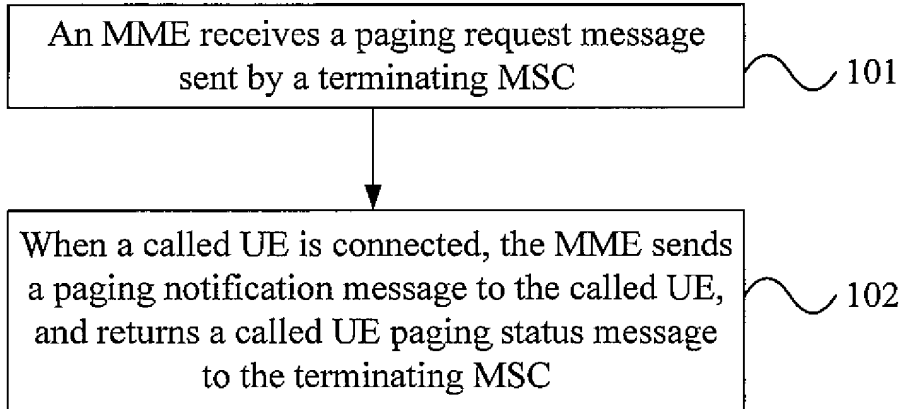 An MME receives a paging request message
sent by a terminating MSC
101
When a called UE is connected, the MME sends
a paging notification message to the called UE,
and returns a called UE paging status message
to the terminating MSC
102